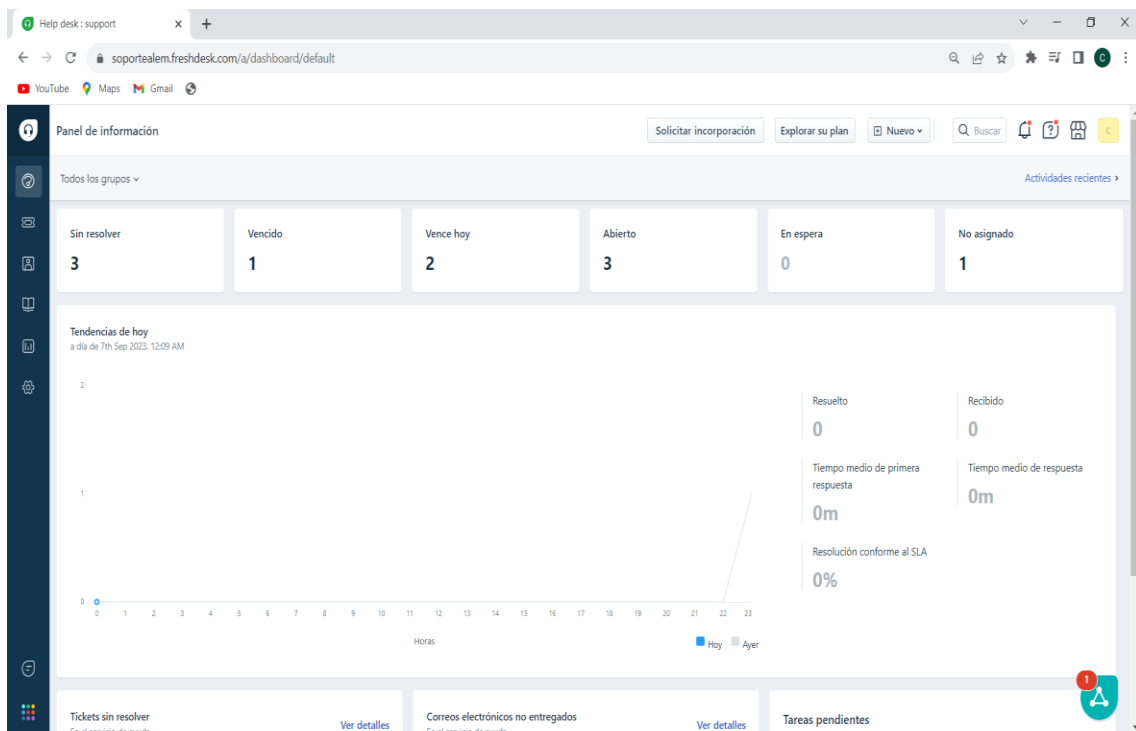 Help desk : support
soportealem.freshdesk.com/a/dashboard/default
C
YouTube Maps Gmail
Panel de información
Solicitar incorporación
Explorar su plan
Nuevo
Buscar
C
Todos los grupos
Actividades recientes
Sin resolver
3
Vencido
1
Vence hoy
2
Abierto
3
En espera
0
No asignado
1
Tendencias de hoy
a día de 7th Sep 2023, 12:09 AM
2
1
0
0 1 2 3 4 5 6 7 8 9 10 11 12 13 14 15 16 17 18 19 20 21 22 23
Horas
Hoy Ayer
Resuelto
0
Recibido
0
Tiempo medio de primera
respuesta
0m
Tiempo medio de respuesta
0m
Resolución conforme al SLA
0%
1
Tickets sin resolver
Ver detalles
Correos electrónicos no entregados
Ver detalles
Tareas pendientes